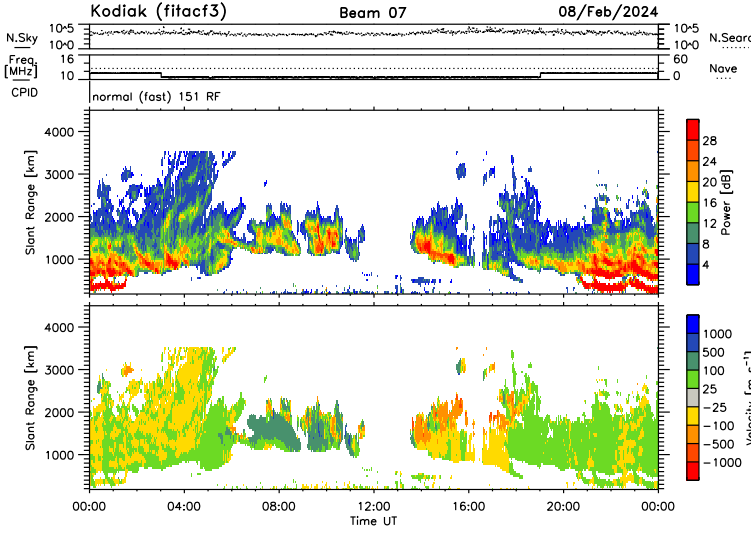 Kodiak (fitacf3) Beam 07 08/Feb/2024
N.Sky 10^5 10^0 10^5 10^0 N.Sear
Freq. [MHz] 16 10 60 0 Nave
CPID normal (fast) 151 RF
Slant Range [km] 4000 3000 2000 1000
Power [dB] 28 24 20 16 12 8 4
Slant Range [km] 4000 3000 2000 1000
Velocity [m s^-1] 1000 500 100 25 -25 -100 -500 -1000
00:00 04:00 08:00 12:00 16:00 20:00 00:00
Time UT